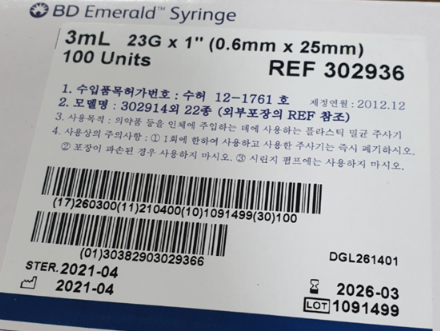 BD Emerald™ Syringe
3mL 23G x 1" (0.6mm x 25mm)
100 Units REF 302936
1. 수입품목허가번호 : 수허 12-1761 호 제정연월 : 2012.12
2. 모델명 : 302914외 22종 (외부포장의 REF 참조)
3. 사용목적 : 의약품 등을 인체에 주입하는 데에 사용하는 플라스틱 멸균 주사기
4. 사용상의 주의사항 : ① 1회에 한하여 사용하고 사용한 주사기는 즉시 폐기하시오.
② 포장이 파손된 경우 사용하지 마시오. ③ 시린지 펌프에는 사용하지 마시오.
(17)260300(11)210400(10)1091499(30)100
(01)30382903029366 DGL261401
STER. 2021-04 2026-03
2021-04 LOT 1091499